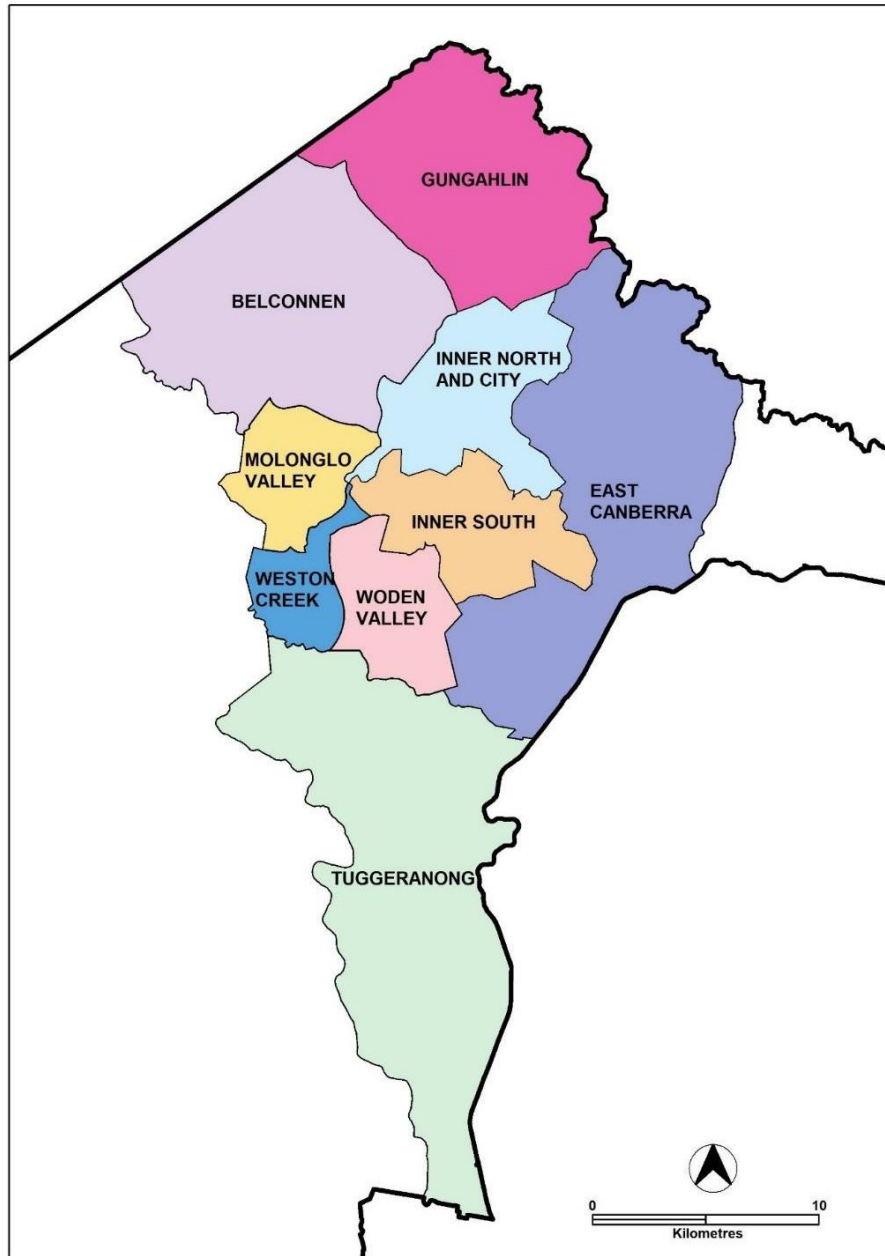 GUNGAHLIN
BELCONNEN
INNER NORTH
AND CITY
MOLONGLO
VALLEY
EAST
CANBERRA
INNER SOUTH
WESTON
CREEK
WODEN
VALLEY
TUGGERANONG
0 10
Kilometres